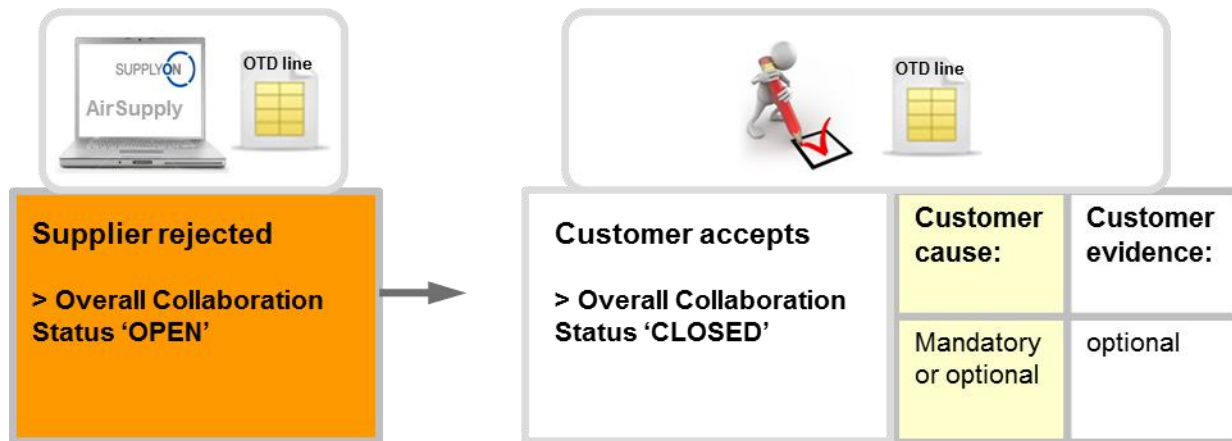 SUPPLYON
AirSupply
OTD line
OTD line
Supplier rejected
> Overall Collaboration
Status ‘OPEN’
Customer accepts
> Overall Collaboration
Status ‘CLOSED’
Customer
cause:
Customer
evidence:
Mandatory
or optional
optional